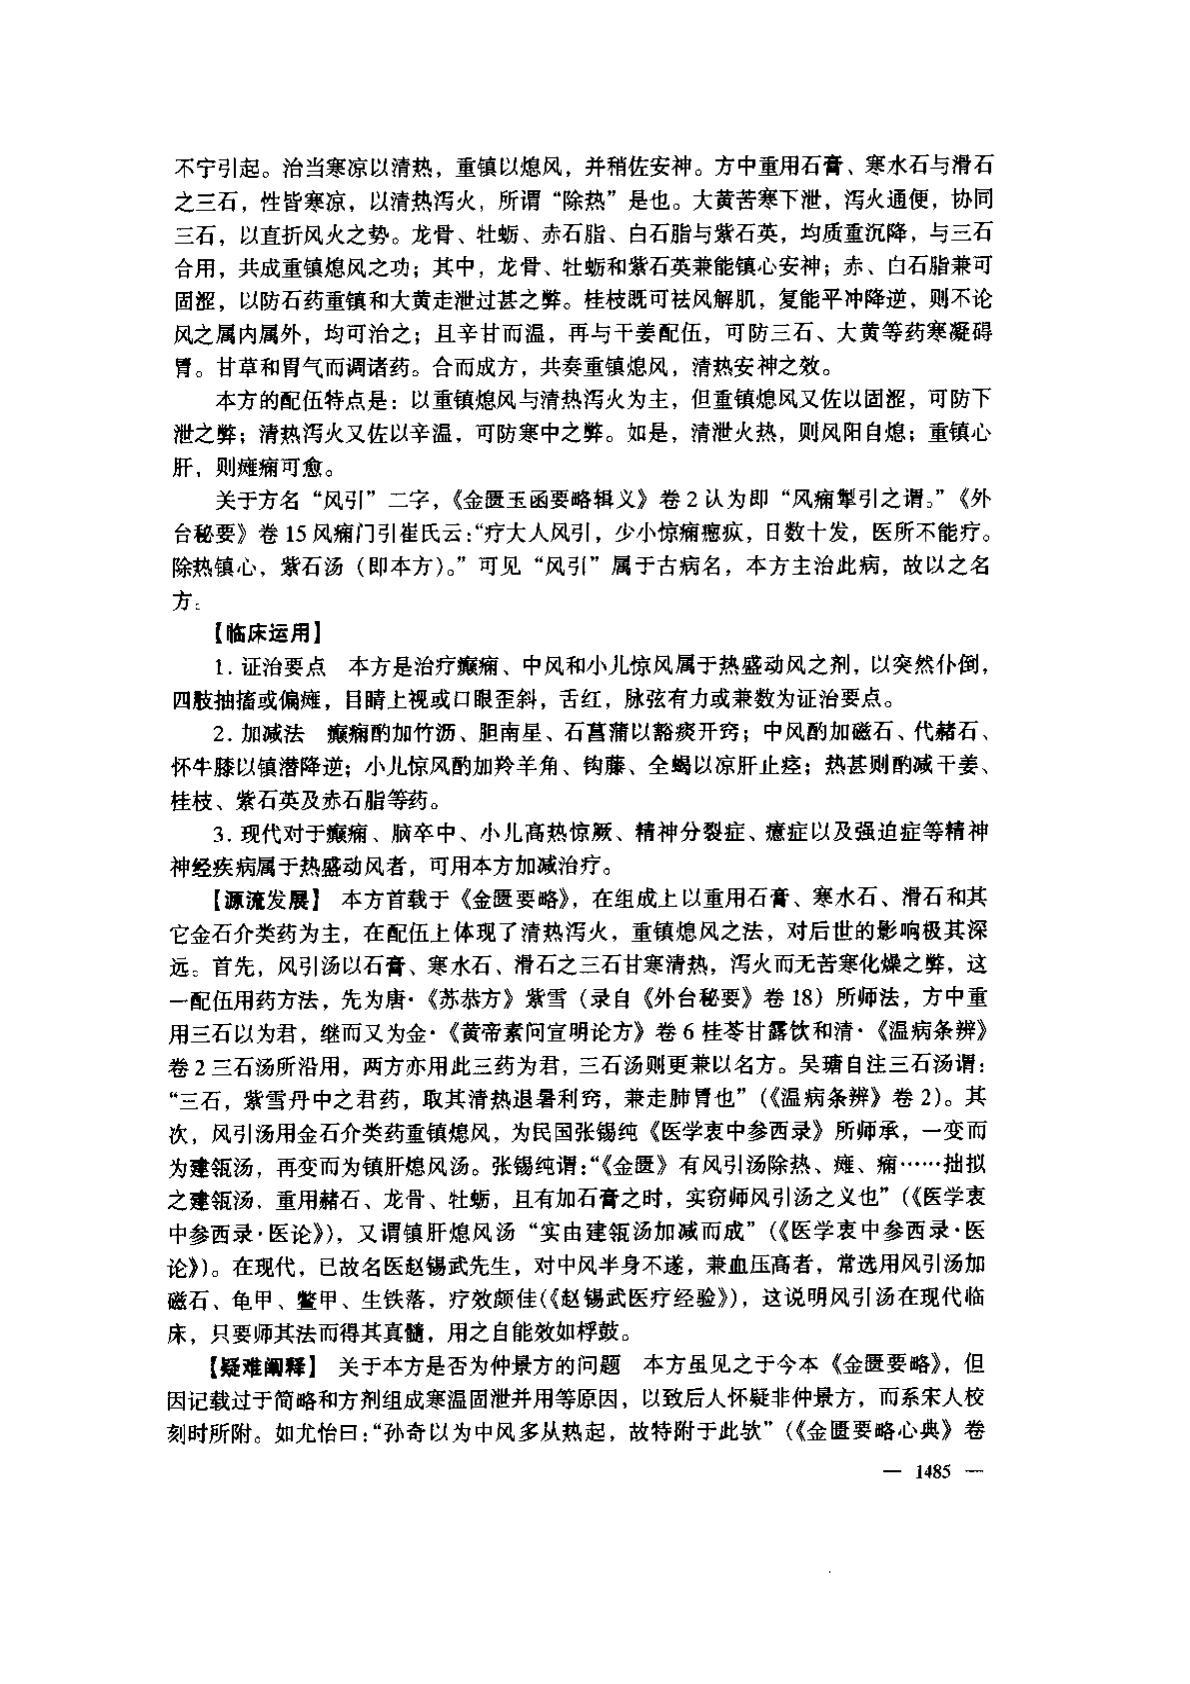 不宁引起。治当寒凉以清热，重镇以熄风，并稍佐安神。方中重用石膏、寒水石与滑石
之三石，性皆寒凉，以清热泻火，所谓“除热”是也。大黄苦寒下泄，泻火通便，协同
三石，以直折风火之势。龙骨、牡蛎、赤石脂、白石脂与紫石英，均质重沉降，与三石
合用，共成重镇熄风之功；其中，龙骨、牡蛎和紫石英兼能镇心安神；赤、白石脂兼可
固涩，以防石药重镇和大黄走泄过甚之弊。桂枝既可祛风解肌，复能平冲降逆，则不论
风之属内属外，均可治之；且辛甘而温，再与干姜配伍，可防三石、大黄等药寒凝碍
胃。甘草和胃气而调诸药。合而成方，共奏重镇熄风，清热安神之效。
本方的配伍特点是：以重镇熄风与清热泻火为主，但重镇熄风又佐以固涩，可防下
泄之弊；清热泻火又佐以辛温，可防寒中之弊。如是，清泄火热，则风阳自熄；重镇心
肝，则瘫痫可愈。
关于方名“风引”二字，《金匮玉函要略辑义》卷2认为即“风痫掣引之谓。”《外
台秘要》卷15风痫门引崔氏云：“疗大人风引，少小惊痫瘛疭，日数十发，医所不能疗。
除热镇心，紫石汤（即本方）。”可见“风引”属于古病名，本方主治此病，故以之名
方。
【临床运用】
1. 证治要点　本方是治疗癫痫、中风和小儿惊风属于热盛动风之剂，以突然仆倒，
四肢抽搐或偏瘫，目睛上视或口眼歪斜，舌红，脉弦有力或兼数为证治要点。
2. 加减法　癫痫酌加竹沥、胆南星、石菖蒲以豁痰开窍；中风酌加磁石、代赭石、
怀牛膝以镇潜降逆；小儿惊风酌加羚羊角、钩藤、全蝎以凉肝止痉；热甚则酌减干姜、
桂枝、紫石英及赤石脂等药。
3. 现代对于癫痫、脑卒中、小儿高热惊厥、精神分裂症、癔症以及强迫症等精神
神经疾病属于热盛动风者，可用本方加减治疗。
【源流发展】　本方首载于《金匮要略》，在组成上以重用石膏、寒水石、滑石和其
它金石介类药为主，在配伍上体现了清热泻火，重镇熄风之法，对后世的影响极其深
远。首先，风引汤以石膏、寒水石、滑石之三石甘寒清热，泻火而无苦寒化燥之弊，这
一配伍用药方法，先为唐·《苏恭方》紫雪（录自《外台秘要》卷18）所师法，方中重
用三石以为君，继而又为金·《黄帝素问宣明论方》卷6桂苓甘露饮和清·《温病条辨》
卷2三石汤所沿用，两方亦用此三药为君，三石汤则更兼以名方。吴瑭自注三石汤谓：
“三石，紫雪丹中之君药，取其清热退暑利窍，兼走肺胃也”（《温病条辨》卷2）。其
次，风引汤用金石介类药重镇熄风，为民国张锡纯《医学衷中参西录》所师承，一变而
为建瓴汤，再变而为镇肝熄风汤。张锡纯谓：“《金匮》有风引汤除热、瘫、痫……拙拟
之建瓴汤，重用赭石、龙骨、牡蛎，且有加石膏之时，实窃师风引汤之义也”（《医学衷
中参西录·医论》），又谓镇肝熄风汤“实由建瓴汤加减而成”（《医学衷中参西录·医
论》）。在现代，已故名医赵锡武先生，对中风半身不遂，兼血压高者，常选用风引汤加
磁石、龟甲、鳖甲、生铁落，疗效颇佳（《赵锡武医疗经验》），这说明风引汤在现代临
床，只要师其法而得其真髓，用之自能效如桴鼓。
【疑难阐释】　关于本方是否为仲景方的问题　本方虽见之于今本《金匮要略》，但
因记载过于简略和方剂组成寒温固泄并用等原因，以致后人怀疑非仲景方，而系宋人校
刻时所附。如尤怡曰：“孙奇以为中风多从热起，故特附于此欤”（《金匮要略心典》卷
— 1485 —